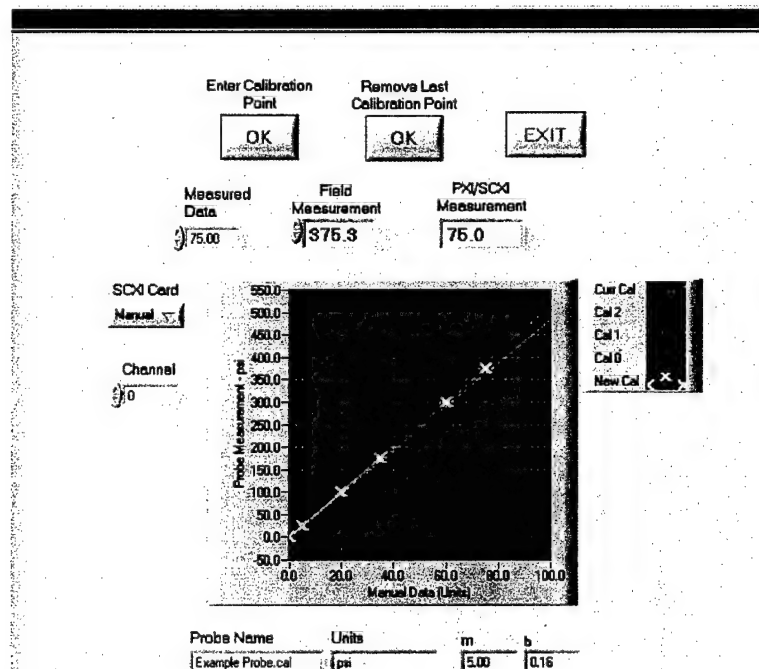 Enter Calibration Point
OK
Remove Last Calibration Point
OK
EXIT
Measured Data
75.00
Field Measurement
375.3
PXI/SCXI Measurement
75.0
SCXI Card
Manual
Channel
0
Probe Measurement - psi
550.0
500.0
450.0
400.0
350.0
300.0
250.0
200.0
150.0
100.0
50.0
0.0
-50.0
0.0 20.0 40.0 60.0 80.0 100.0
Manual Data (Units)
Curr Cal
Cal 2
Cal 1
Cal 0
New Cal
Probe Name
Example Probe.cal
Units
psi
m
5.00
b
0.16